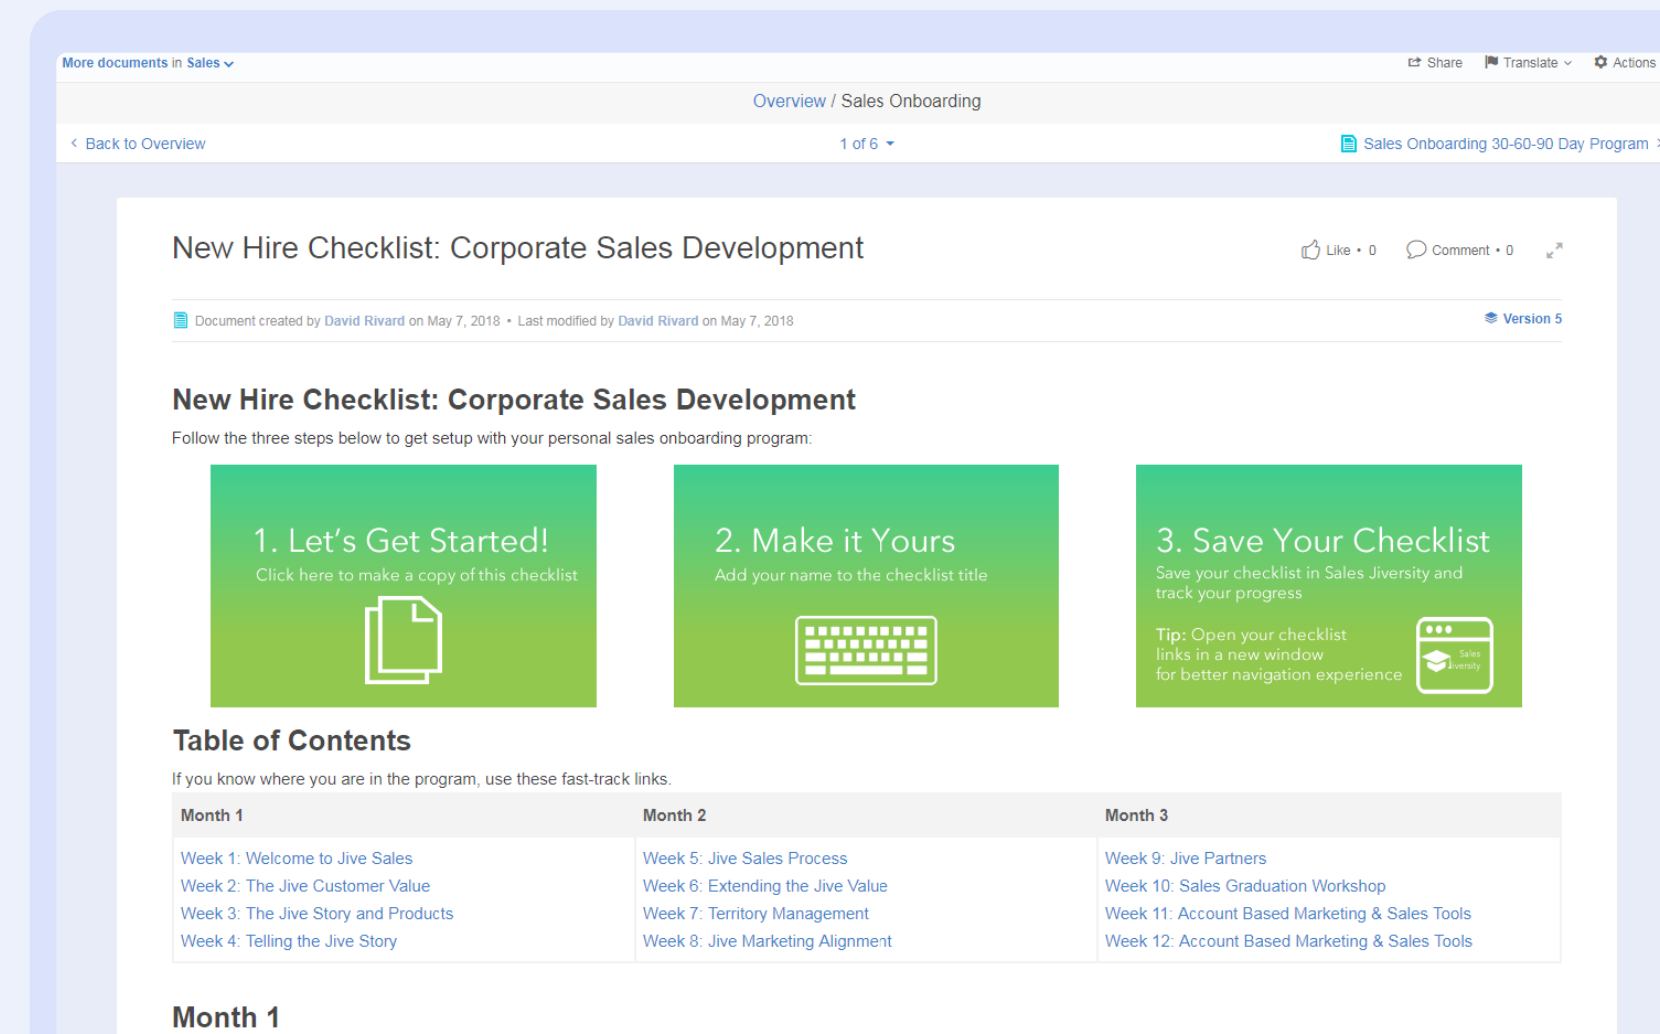 More documents in Sales
Share Translate Actions
Overview / Sales Onboarding
Back to Overview 1 of 6 Sales Onboarding 30-60-90 Day Program
New Hire Checklist: Corporate Sales Development
Like • 0 Comment • 0
Document created by David Rivard on May 7, 2018 • Last modified by David Rivard on May 7, 2018
Version 5
New Hire Checklist: Corporate Sales Development
Follow the three steps below to get setup with your personal sales onboarding program:
1. Let's Get Started!
Click here to make a copy of this checklist
2. Make it Yours
Add your name to the checklist title
3. Save Your Checklist
Save your checklist in Sales Jiversity and
track your progress
Tip: Open your checklist
links in a new window
for better navigation experience
Sales
Jiversity
Table of Contents
If you know where you are in the program, use these fast-track links.
Month 1 Month 2 Month 3
Week 1: Welcome to Jive Sales
Week 2: The Jive Customer Value
Week 3: The Jive Story and Products
Week 4: Telling the Jive Story
Week 5: Jive Sales Process
Week 6: Extending the Jive Value
Week 7: Territory Management
Week 8: Jive Marketing Alignment
Week 9: Jive Partners
Week 10: Sales Graduation Workshop
Week 11: Account Based Marketing & Sales Tools
Week 12: Account Based Marketing & Sales Tools
Month 1